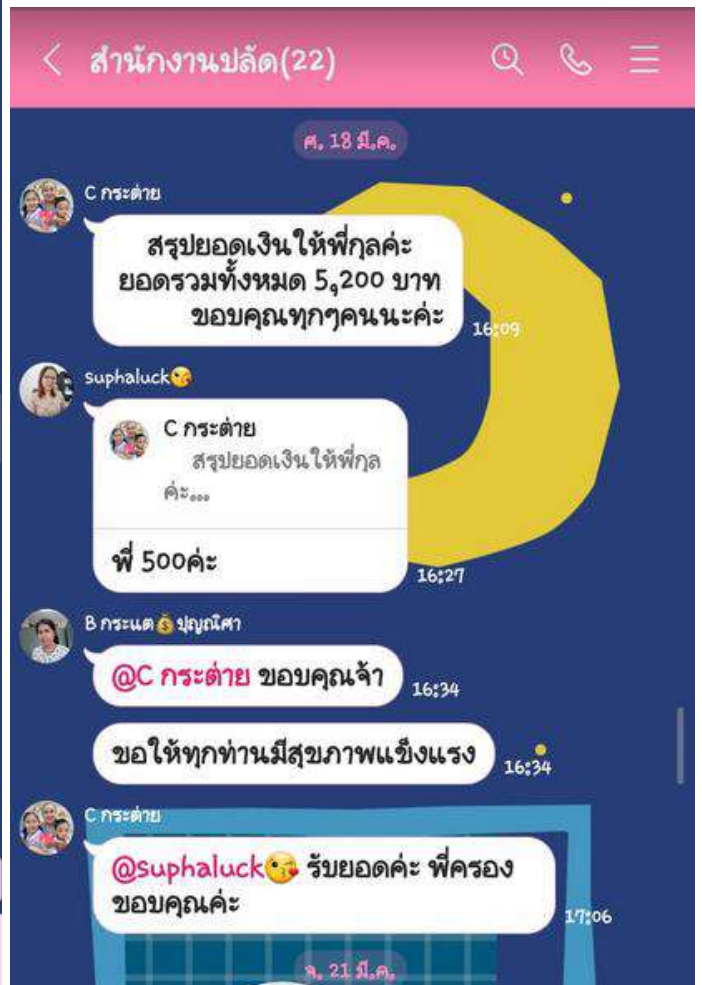 สำนักงานปลัด(22)
ศ. 18 มี.ค.
C กระต่าย
สรุปยอดเงินให้พี่กุลค่ะ
ยอดรวมทั้งหมด 5,200 บาท
ขอบคุณทุกๆคนนะค่ะ
16:09
suphaluck😘
C กระต่าย
สรุปยอดเงินให้พี่กุล
ค่ะ...
พี่ 500ค่ะ
16:27
B กระแต💰ปุญณิศา
@C กระต่าย ขอบคุณจ้า
16:34
ขอให้ทุกท่านมีสุขภาพแข็งแรง
16:34
C กระต่าย
@suphaluck😘 รับยอดค่ะ พี่ครอง
ขอบคุณค่ะ
17:06
จ. 21 มี.ค.